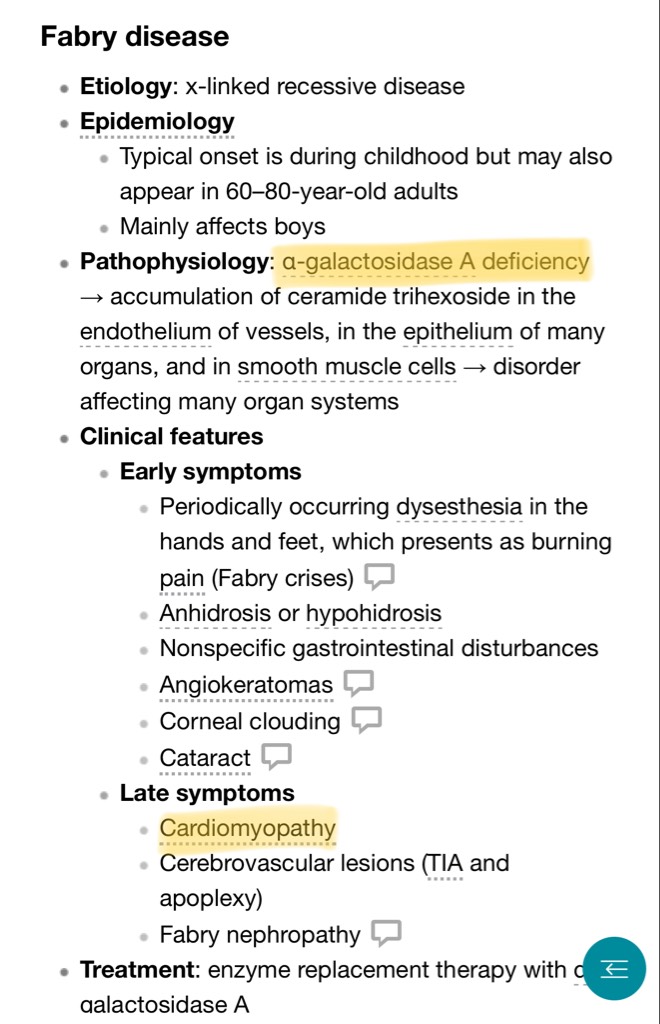 Fabry disease
Etiology: x-linked recessive disease
Epidemiology
Typical onset is during childhood but may also
appear in 60–80-year-old adults
Mainly affects boys
Pathophysiology: α-galactosidase A deficiency
→ accumulation of ceramide trihexoside in the
endothelium of vessels, in the epithelium of many
organs, and in smooth muscle cells → disorder
affecting many organ systems
Clinical features
Early symptoms
Periodically occurring dysesthesia in the
hands and feet, which presents as burning
pain (Fabry crises)
Anhidrosis or hypohidrosis
Nonspecific gastrointestinal disturbances
Angiokeratomas
Corneal clouding
Cataract
Late symptoms
Cardiomyopathy
Cerebrovascular lesions (TIA and
apoplexy)
Fabry nephropathy
Treatment: enzyme replacement therapy with
galactosidase A